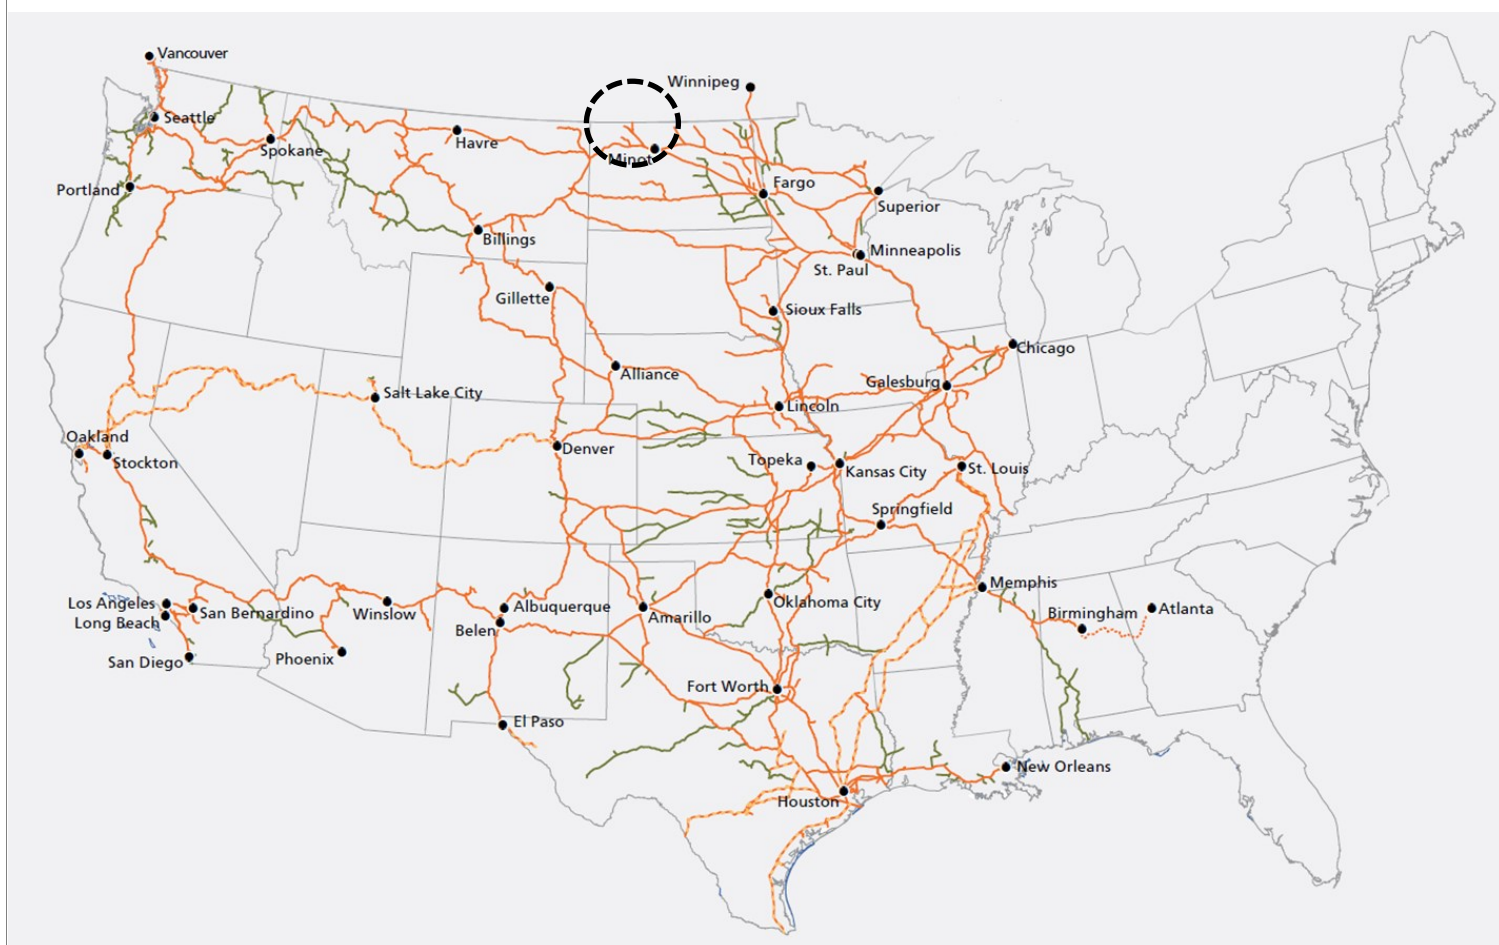 Vancouver
Winnipeg
Seattle
Havre
Spokane
Minot
Portland
Fargo
Superior
Billings
Minneapolis
St. Paul
Gillette
Sioux Falls
Chicago
Alliance
Galesburg
Salt Lake City
Lincoln
Oakland
Stockton
Denver
Topeka
Kansas City
St. Louis
Springfield
Memphis
Los Angeles
Long Beach
San Bernardino
Winslow
Albuquerque
Belen
Amarillo
Oklahoma City
Birmingham
Atlanta
San Diego
Phoenix
Fort Worth
El Paso
New Orleans
Houston